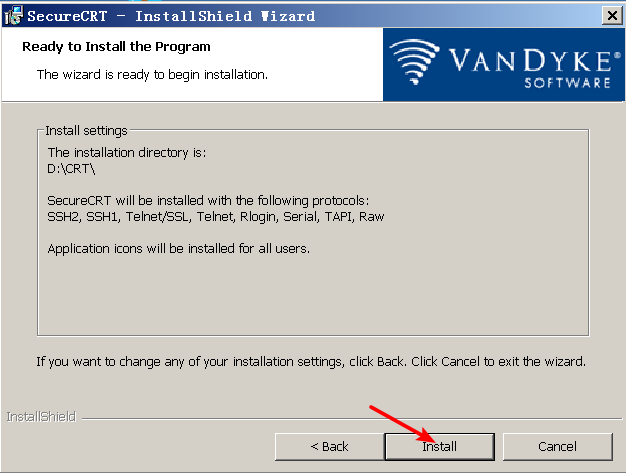 SecureCRT - InstallShield Wizard
Ready to Install the Program
The wizard is ready to begin installation.
VANDYKE®
SOFTWARE
Install settings
The installation directory is:
D:\CRT\
SecureCRT will be installed with the following protocols:
SSH2, SSH1, Telnet/SSL, Telnet, Rlogin, Serial, TAPI, Raw
Application icons will be installed for all users.
If you want to change any of your installation settings, click Back. Click Cancel to exit the wizard.
InstallShield
< Back
Install
Cancel